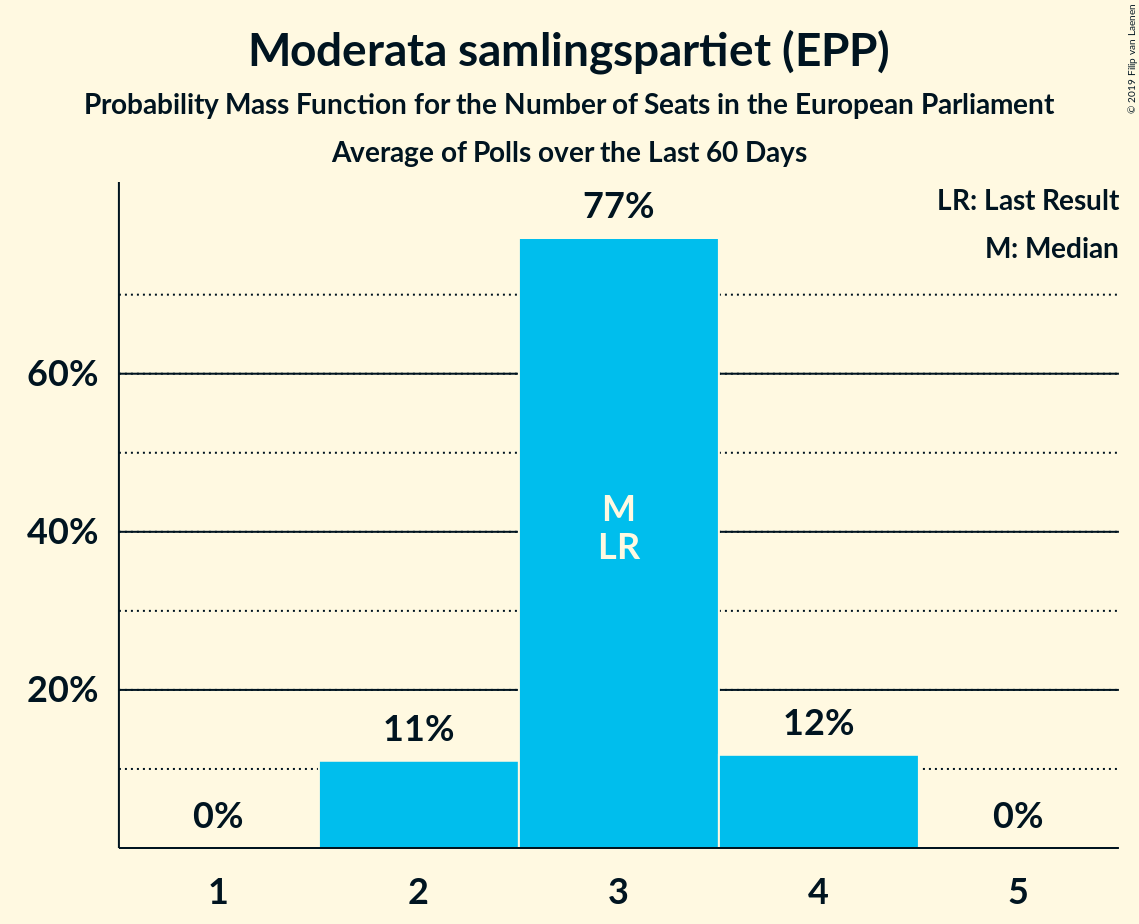 Moderata samlingspartiet (EPP)
Probability Mass Function for the Number of Seats in the European Parliament
Average of Polls over the Last 60 Days
© 2019 Filip van Laenen
LR: Last Result
M: Median
77%
60%
40%
20%
M
LR
11%
12%
0%
0%
1
2
3
4
5